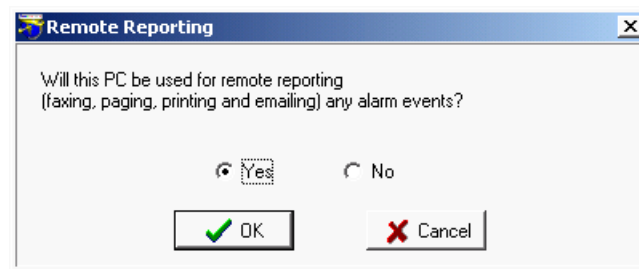 Remote Reporting
Will this PC be used for remote reporting
(faxing, paging, printing and emailing) any alarm events?
Yes No
OK Cancel